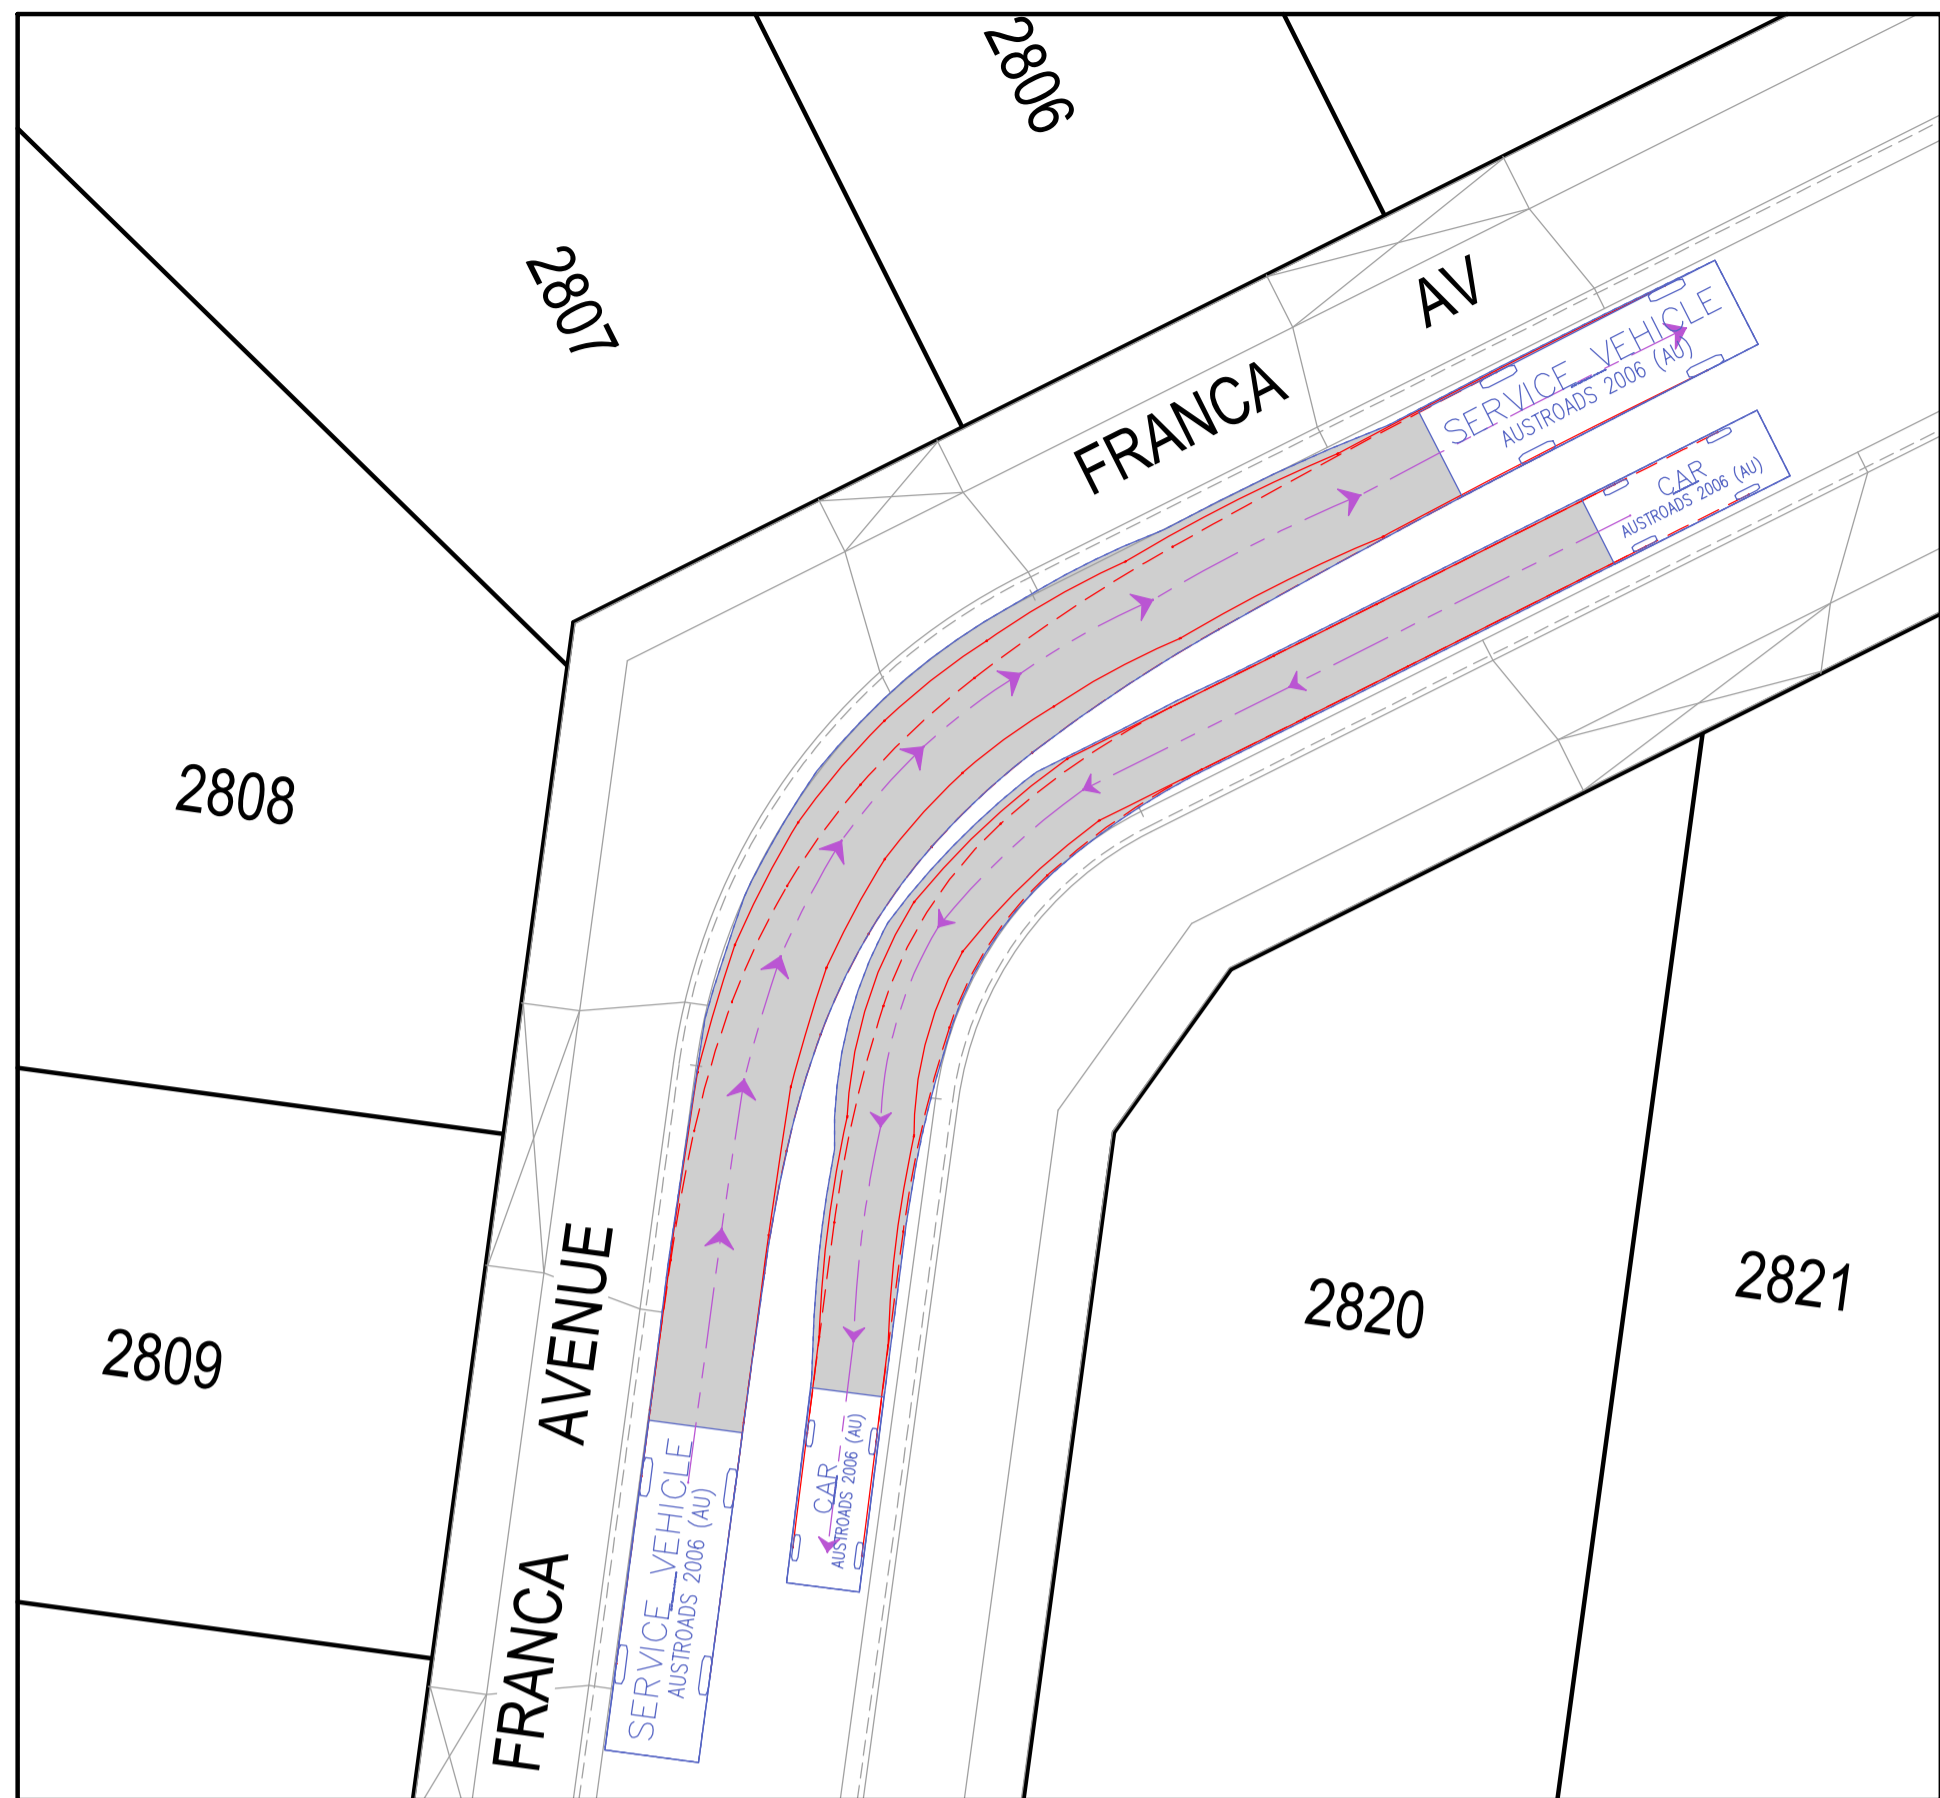 2806
2807
FRANCA AV
SERVICE VEHICLE
AUSTROADS 2006 (AU)
CAR
AUSTROADS 2006 (AU)
2808
2809
FRANCA AVENUE
SERVICE VEHICLE
AUSTROADS 2006 (AU)
CAR
AUSTROADS 2006 (AU)
2820
2821